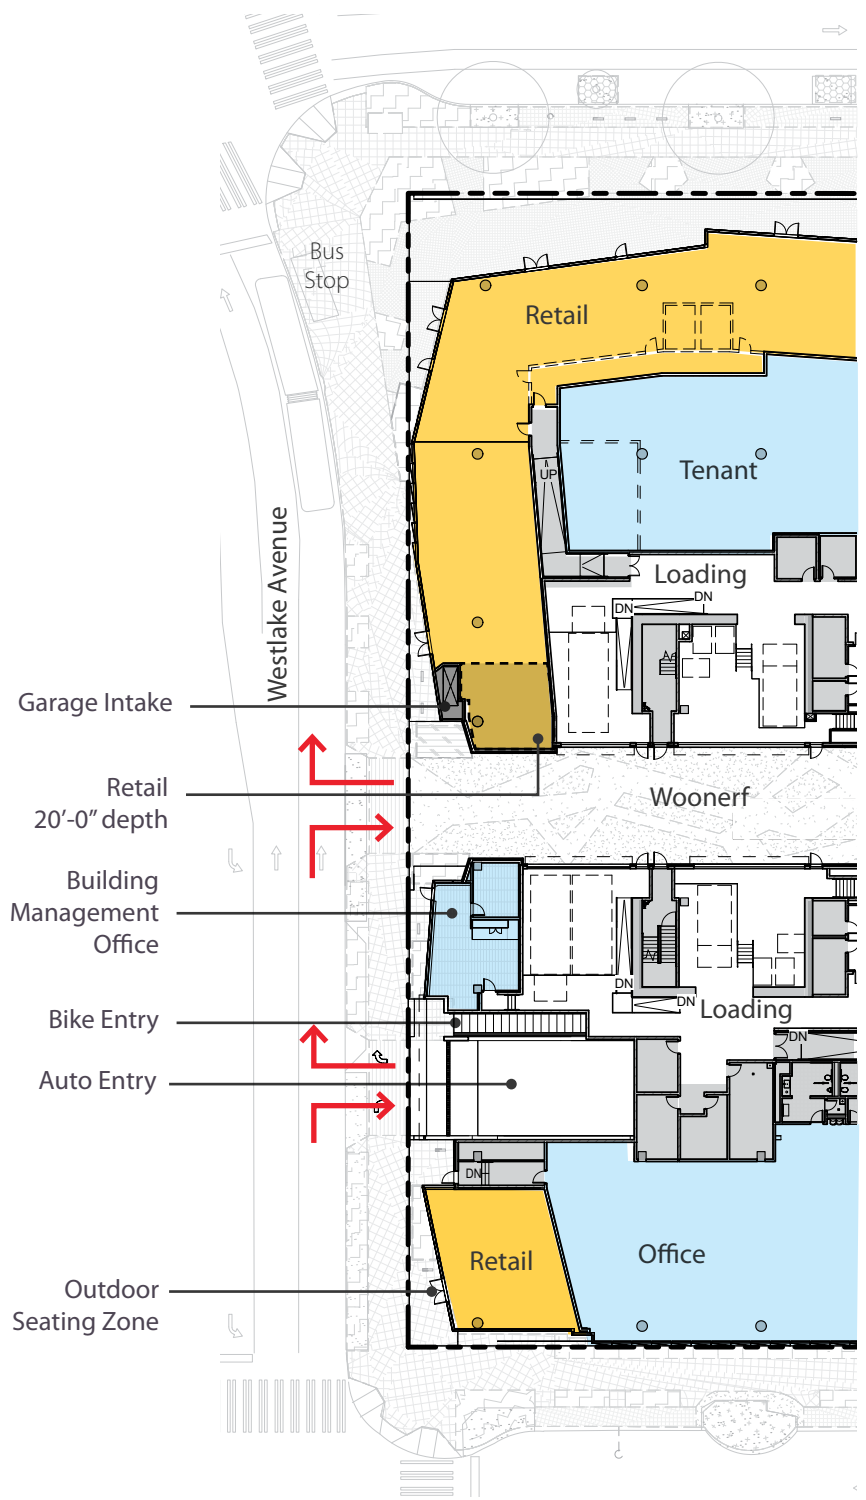 Bus
Stop
Retail
Tenant
UP
Westlake Avenue
Loading
DN
DN
Garage Intake
Retail
20’-0” depth
Woonerf
Building
Management
Office
DN
DN
Loading
Bike Entry
DN
Auto Entry
DN
Retail
Office
Outdoor
Seating Zone